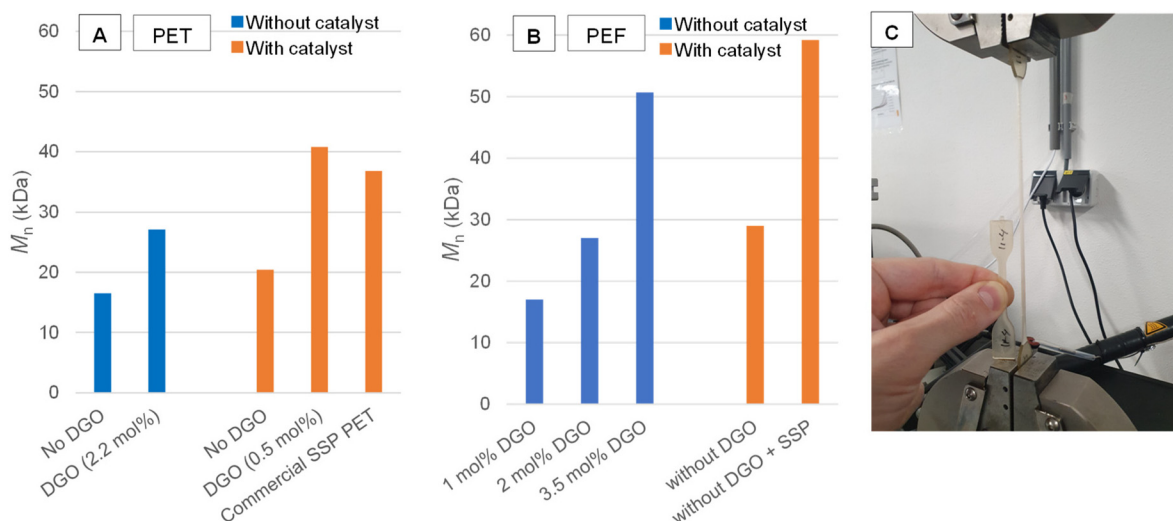 A
PET
Without catalyst
With catalyst
60
50
40
30
20
10
0
Mn (kDa)
No DGO
DGO (2.2 mol%)
No DGO
DGO (0.5 mol%)
Commercial SSP PET
B
PEF
Without catalyst
With catalyst
60
50
40
30
20
10
0
Mn (kDa)
1 mol% DGO
2 mol% DGO
3.5 mol% DGO
without DGO
without DGO + SSP
C